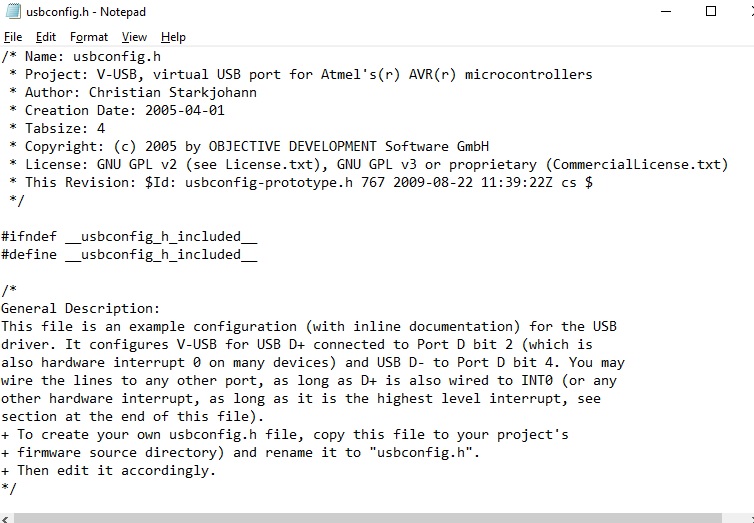 usbconfig.h - Notepad
File Edit Format View Help
/* Name: usbconfig.h
 * Project: V-USB, virtual USB port for Atmel's(r) AVR(r) microcontrollers
 * Author: Christian Starkjohann
 * Creation Date: 2005-04-01
 * Tabsize: 4
 * Copyright: (c) 2005 by OBJECTIVE DEVELOPMENT Software GmbH
 * License: GNU GPL v2 (see License.txt), GNU GPL v3 or proprietary (CommercialLicense.txt)
 * This Revision: $Id: usbconfig-prototype.h 767 2009-08-22 11:39:22Z cs $
 */
#ifndef __usbconfig_h_included__
#define __usbconfig_h_included__
/*
General Description:
This file is an example configuration (with inline documentation) for the USB
driver. It configures V-USB for USB D+ connected to Port D bit 2 (which is
also hardware interrupt 0 on many devices) and USB D- to Port D bit 4. You may
wire the lines to any other port, as long as D+ is also wired to INT0 (or any
other hardware interrupt, as long as it is the highest level interrupt, see
section at the end of this file).
+ To create your own usbconfig.h file, copy this file to your project's
+ firmware source directory) and rename it to "usbconfig.h".
+ Then edit it accordingly.
*/